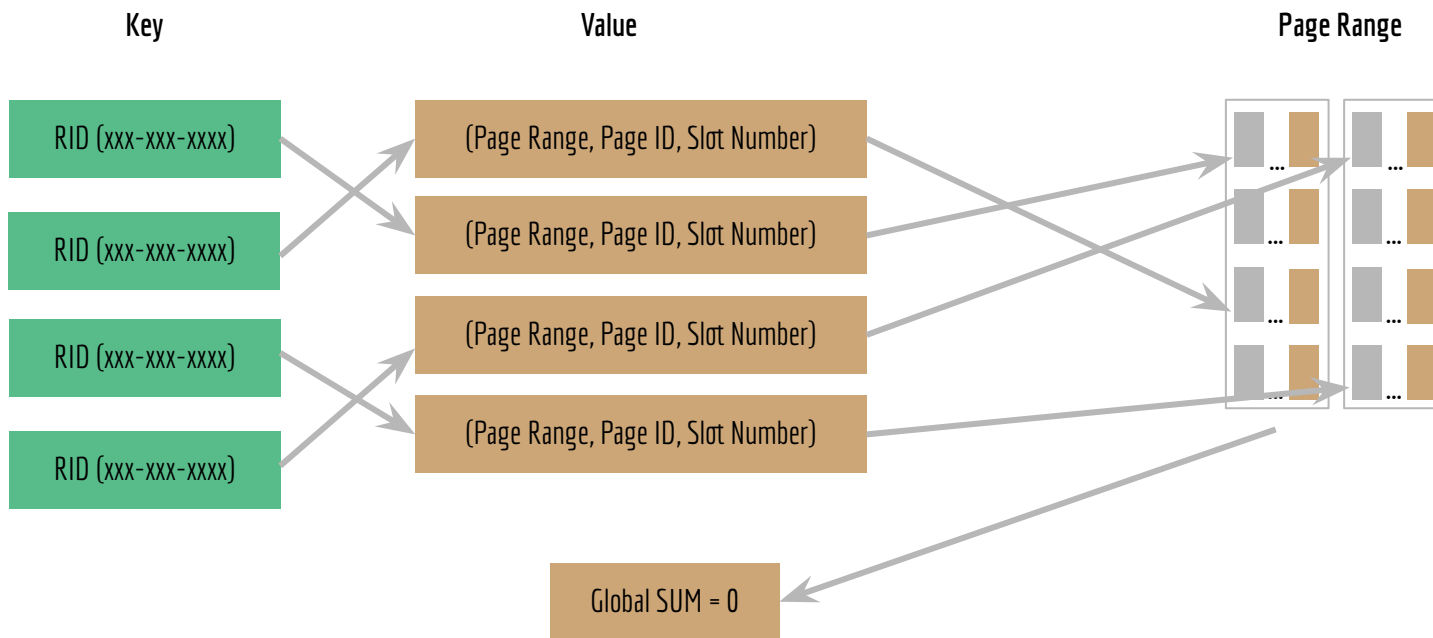 Key
Value
Page Range
RID (xxx-xxx-xxxx)
(Page Range, Page ID, Slot Number)
...
...
RID (xxx-xxx-xxxx)
(Page Range, Page ID, Slot Number)
...
...
RID (xxx-xxx-xxxx)
(Page Range, Page ID, Slot Number)
...
...
RID (xxx-xxx-xxxx)
(Page Range, Page ID, Slot Number)
...
...
Global SUM = 0